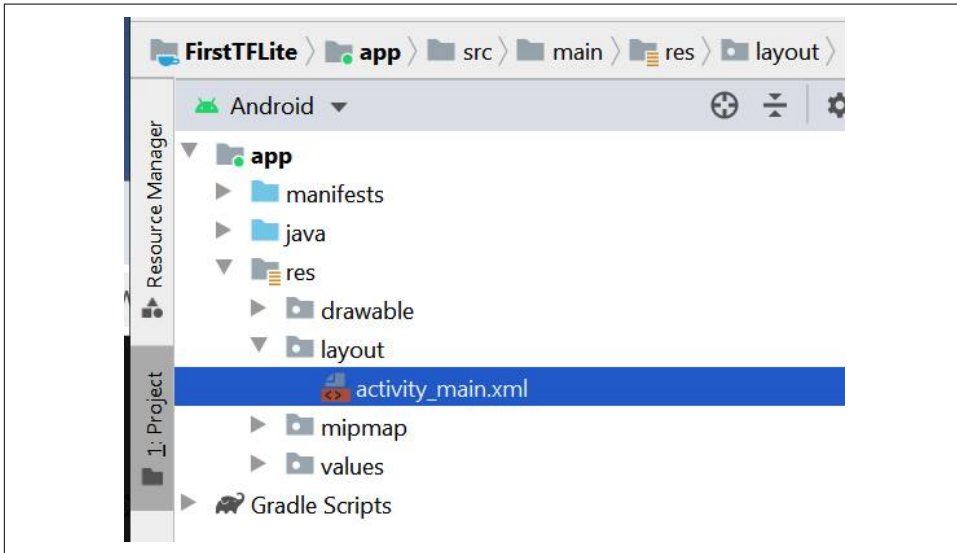 FirstTFLite app src main res layout
Android
app
manifests
java
res
drawable
layout
activity_main.xml
mipmap
values
Gradle Scripts
Resource Manager
1: Project